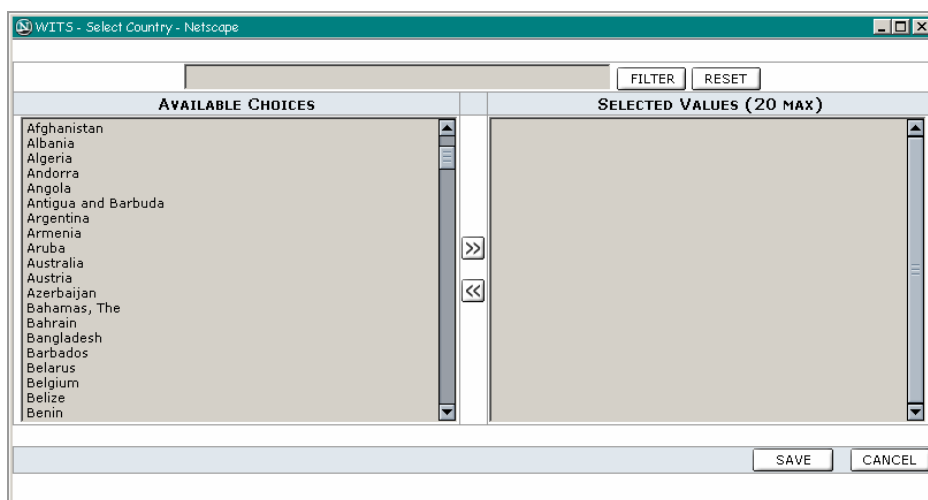 WITS - Select Country - Netscape
FILTER RESET
AVAILABLE CHOICES SELECTED VALUES (20 MAX)
Afghanistan
Albania
Algeria
Andorra
Angola
Antigua and Barbuda
Argentina
Armenia
Aruba
Australia
Austria
Azerbaijan
Bahamas, The
Bahrain
Bangladesh
Barbados
Belarus
Belgium
Belize
Benin
>>
<<
SAVE CANCEL